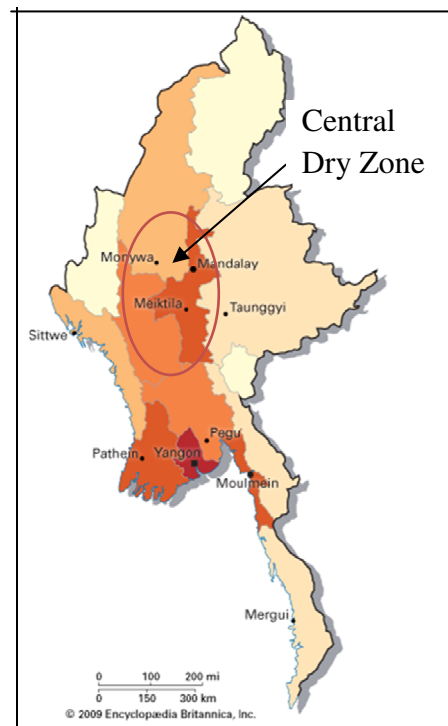 Central
Dry Zone
Monywa
Mandalay
Meiktila
Taunggyi
Sittwe
Pegu
Pathein
Yangon
Moulmein
Mergui
0 100 200 mi
0 150 300 km
© 2009 Encyclopædia Britannica, Inc.